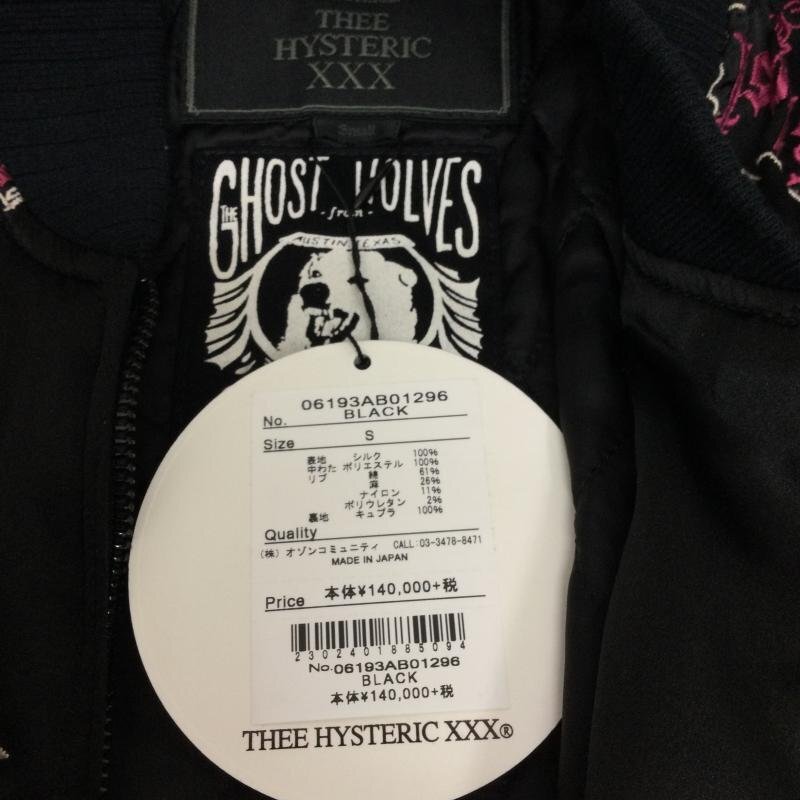 THEE
HYSTERIC
XXX
Small
THE GHOST WOLVES
-from-
AUSTIN TEXAS
06193AB01296
No. BLACK
Size S
表地 シルク 100%
中わた ポリエステル 100%
リブ 綿 61%
麻 26%
ナイロン 11%
ポリウレタン 2%
裏地 キュプラ 100%
Quality
(株) オゾンコミュニティ CALL:03-3478-8471
MADE IN JAPAN
Price 本体¥140,000+税
2302401885094
No.06193AB01296
BLACK
本体¥140,000+税
THEE HYSTERIC XXX®